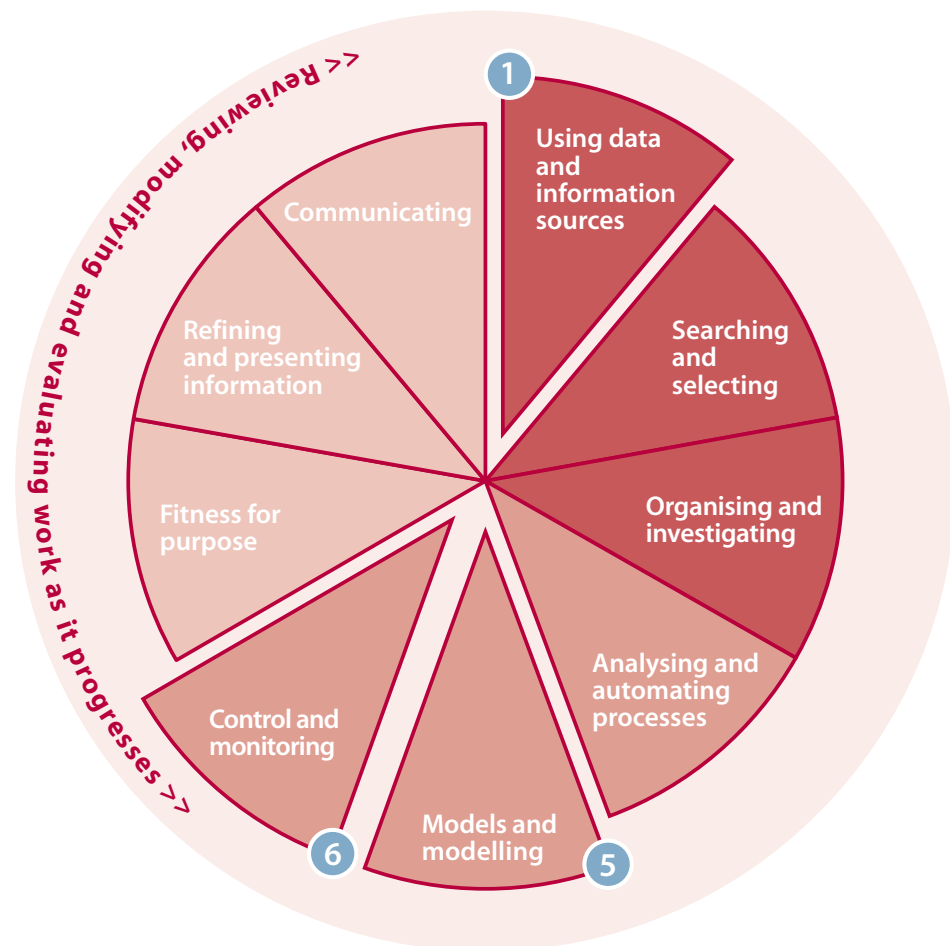 << Reviewing, modifying and evaluating work as it progresses >>
1
Using data
and
information
sources
Searching
and
selecting
Organising and
investigating
Analysing and
automating
processes
5
Models and
modelling
6
Control and
monitoring
Fitness for
purpose
Refining
and presenting
information
Communicating